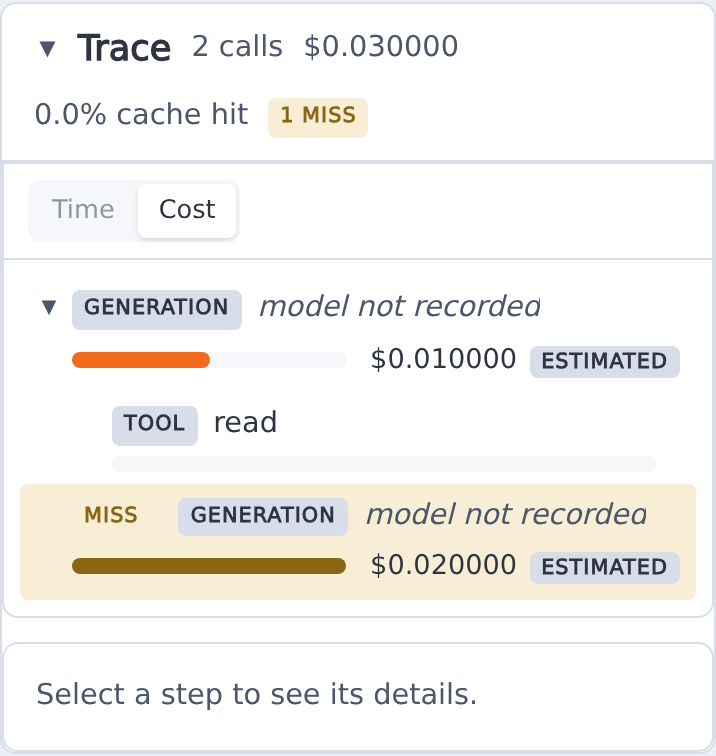 ▼ Trace 2 calls $0.030000
0.0% cache hit 1 MISS
Time Cost
▼ GENERATION model not recorded
$0.010000 ESTIMATED
TOOL read
MISS GENERATION model not recorded
$0.020000 ESTIMATED
Select a step to see its details.